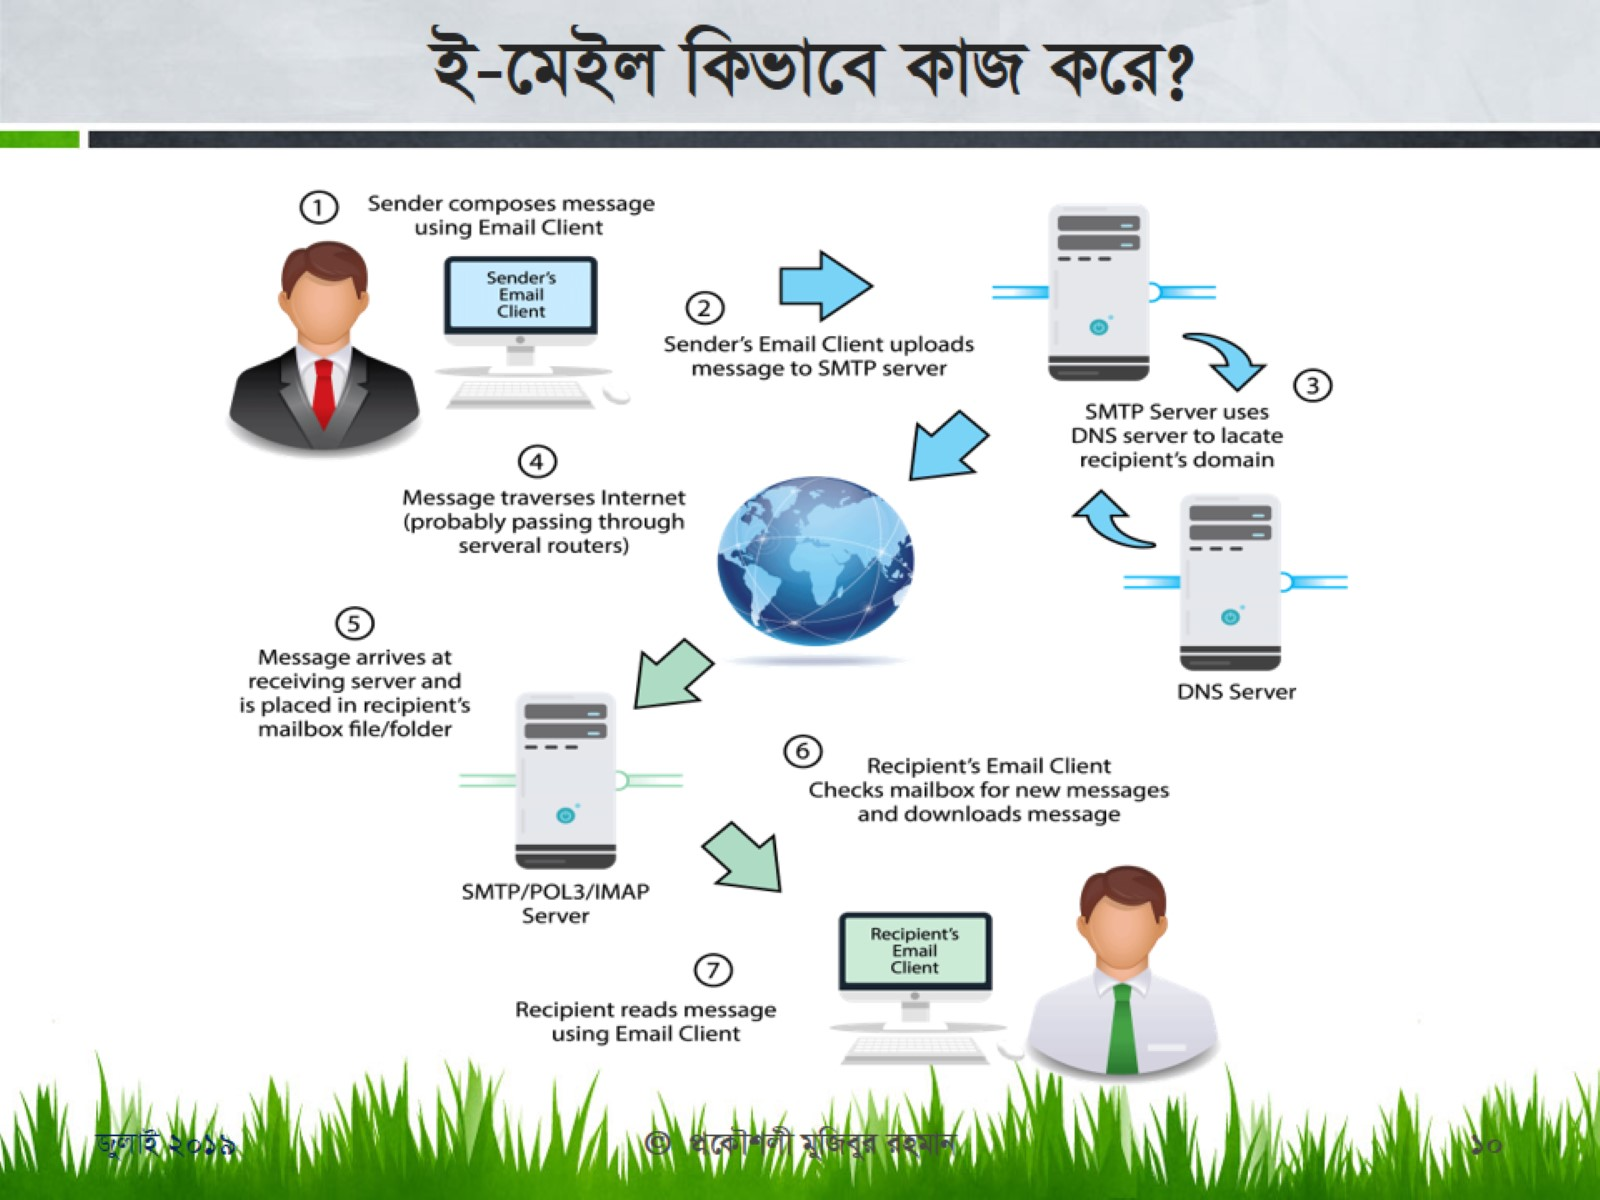 ই-মেইল কিভাবে কাজ করে?
1
Sender composes message
using Email Client
Sender's
Email
Client
2
Sender's Email Client uploads
message to SMTP server
3
SMTP Server uses
DNS server to lacate
recipient's domain
DNS Server
4
Message traverses Internet
(probably passing through
serveral routers)
5
Message arrives at
receiving server and
is placed in recipient's
mailbox file/folder
SMTP/POL3/IMAP
Server
6
Recipient's Email Client
Checks mailbox for new messages
and downloads message
Recipient's
Email
Client
7
Recipient reads message
using Email Client
জুলাই ২০১৯
© প্রকৌশলী মুজিবুর রহমান
১০